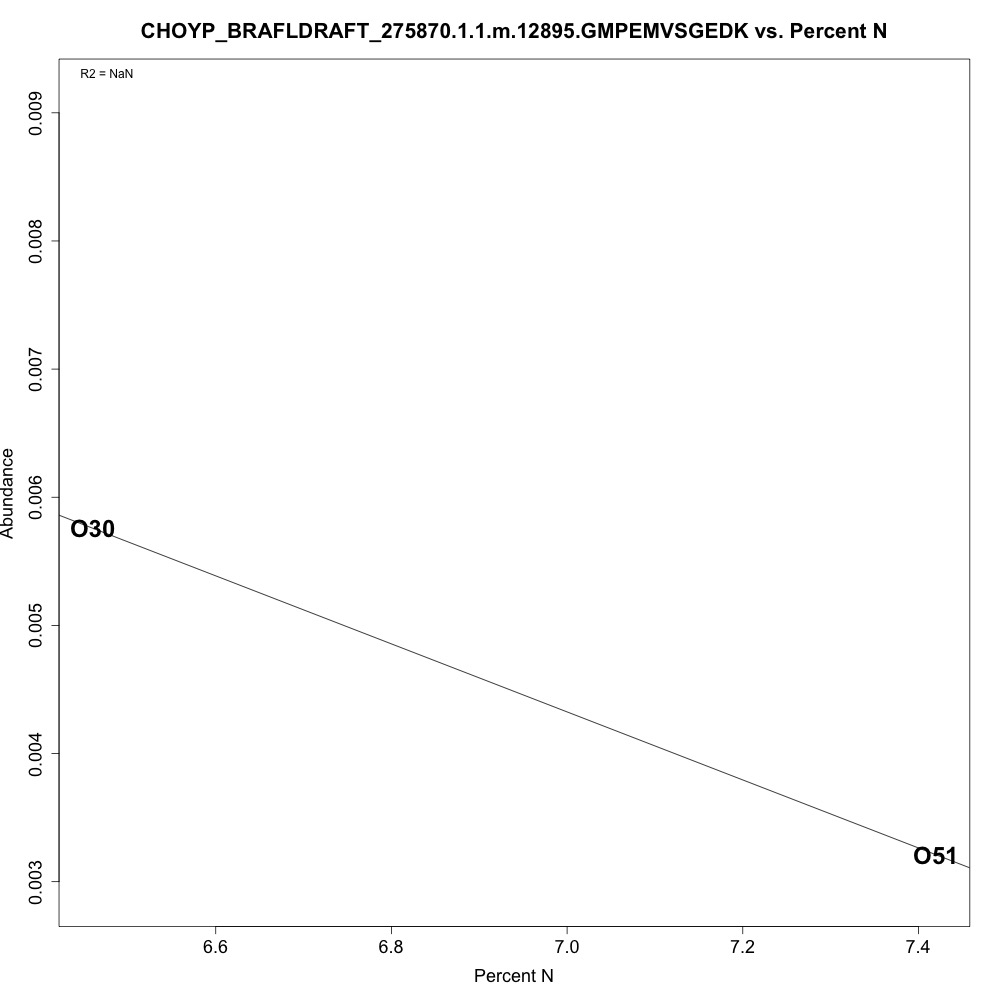 CHOYP_BRAFLDRAFT_275870.1.1.m.12895.GMPEMVSGEDK vs. Percent N
R2 = NaN
0.009
0.008
0.007
0.006
0.005
0.004
0.003
Abundance
O30
O51
6.6
6.8
7.0
7.2
7.4
Percent N